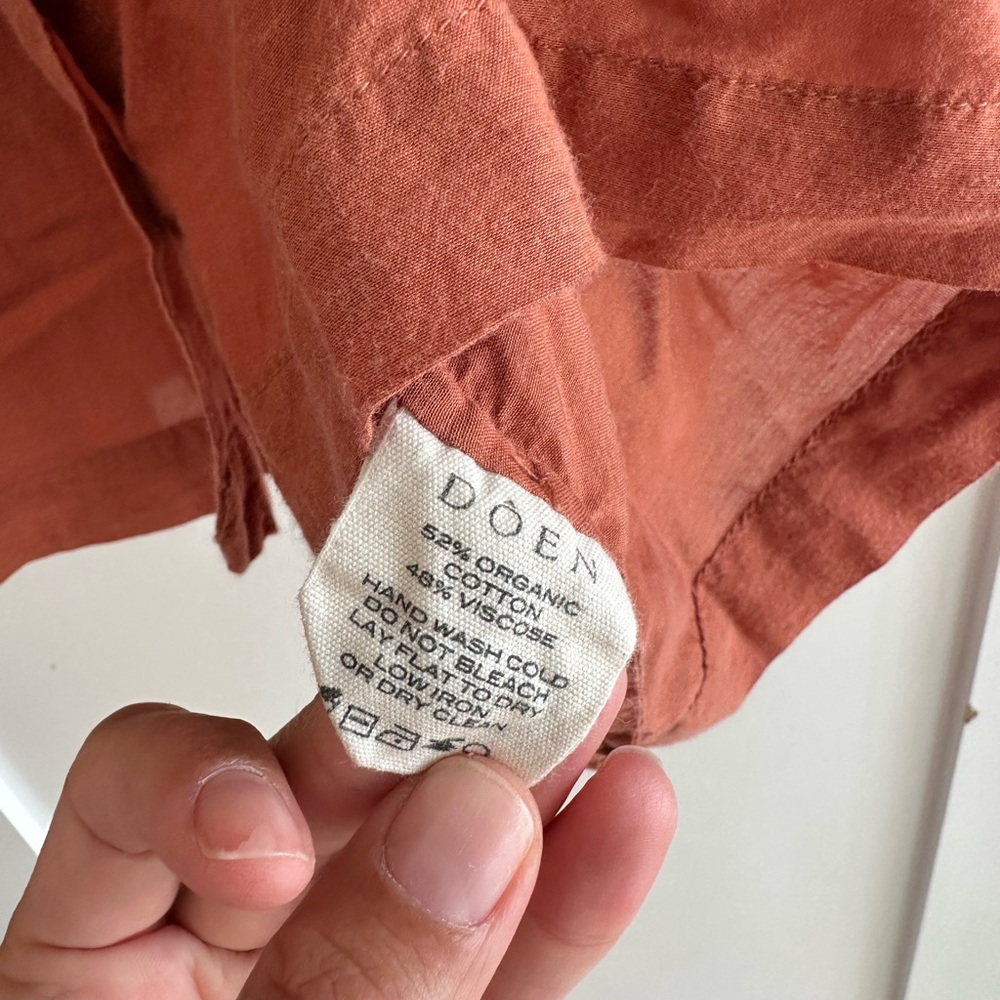 DÔEN
52% ORGANIC
COTTON
48% VISCOSE
HAND WASH COLD
DO NOT BLEACH
LAY FLAT TO DRY
LOW IRON
OR DRY CLEAN